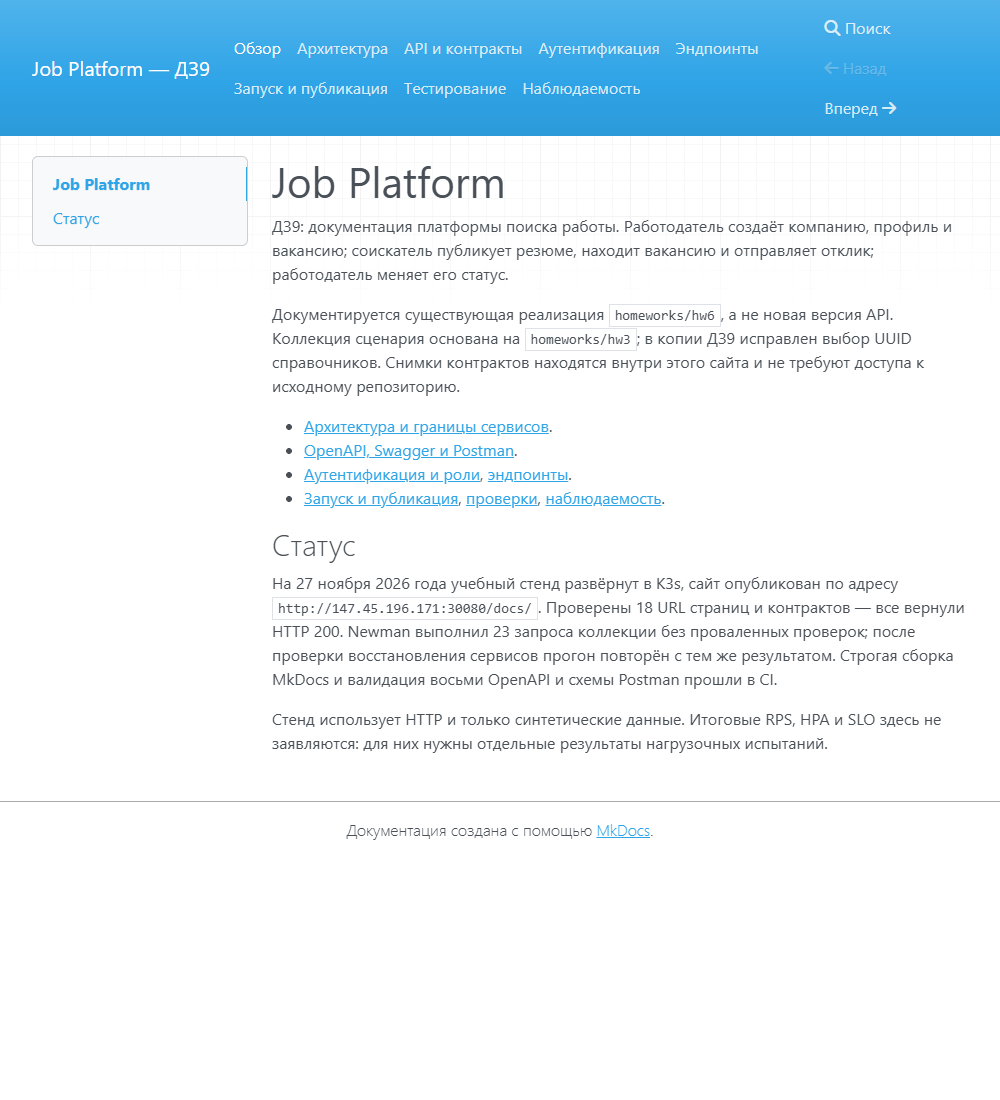 Job Platform — ДЗ9
Обзор Архитектура API и контракты Аутентификация Эндпоинты
Запуск и публикация Тестирование Наблюдаемость
Поиск
Назад
Вперед
Job Platform
Статус
Job Platform
ДЗ9: документация платформы поиска работы. Работодатель создаёт компанию, профиль и
вакансию; соискатель публикует резюме, находит вакансию и отправляет отклик;
работодатель меняет его статус.
Документируется существующая реализация homeworks/hw6, а не новая версия API.
Коллекция сценария основана на homeworks/hw3; в копии ДЗ9 исправлен выбор UUID
справочников. Снимки контрактов находятся внутри этого сайта и не требуют доступа к
исходному репозиторию.
Архитектура и границы сервисов.
OpenAPI, Swagger и Postman.
Аутентификация и роли, эндпоинты.
Запуск и публикация, проверки, наблюдаемость.
Статус
На 27 ноября 2026 года учебный стенд развёрнут в K3s, сайт опубликован по адресу
http://147.45.196.171:30080/docs/. Проверены 18 URL страниц и контрактов — все вернули
HTTP 200. Newman выполнил 23 запроса коллекции без проваленных проверок; после
проверки восстановления сервисов прогон повторён с тем же результатом. Строгая сборка
MkDocs и валидация восьми OpenAPI и схемы Postman прошли в CI.
Стенд использует HTTP и только синтетические данные. Итоговые RPS, HPA и SLO здесь не
заявляются: для них нужны отдельные результаты нагрузочных испытаний.
Документация создана с помощью MkDocs.